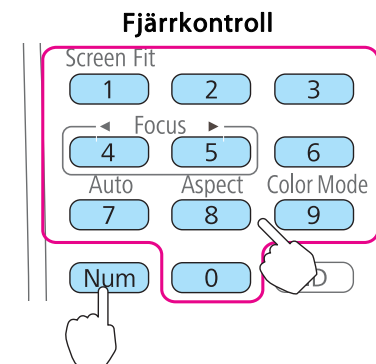 Fjärrkontroll
Screen Fit
1 2 3
◄ Focus ►
4 5 6
Auto Aspect Color Mode
7 8 9
Num 0